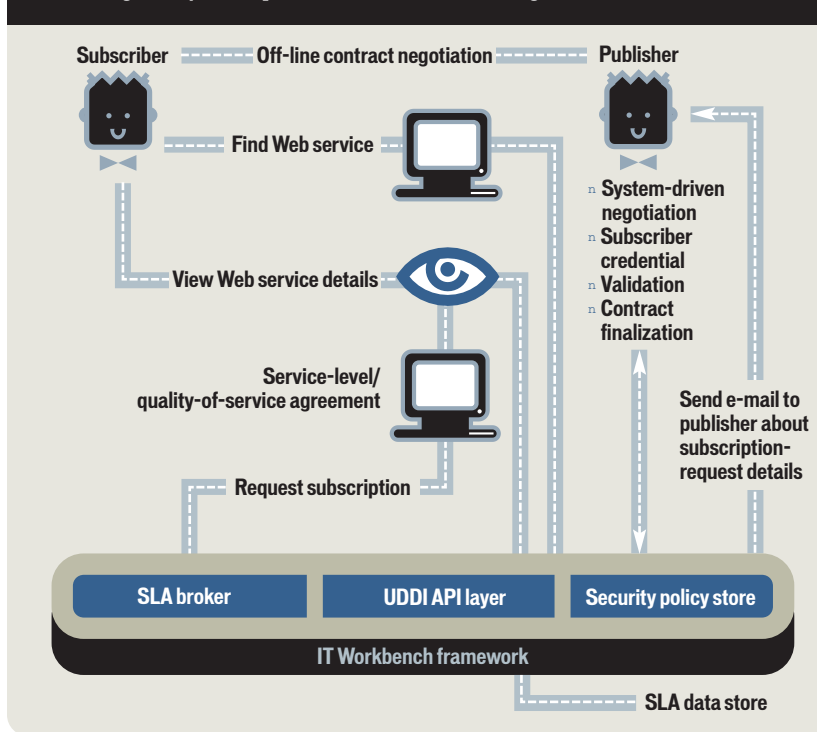 Subscriber
Off-line contract negotiation
Publisher
Find Web service
n System-driven
negotiation
n Subscriber
credential
n Validation
n Contract
finalization
View Web service details
Service-level/
quality-of-service agreement
Send e-mail to
publisher about
subscription-
request details
Request subscription
SLA broker
UDDI API layer
Security policy store
IT Workbench framework
SLA data store